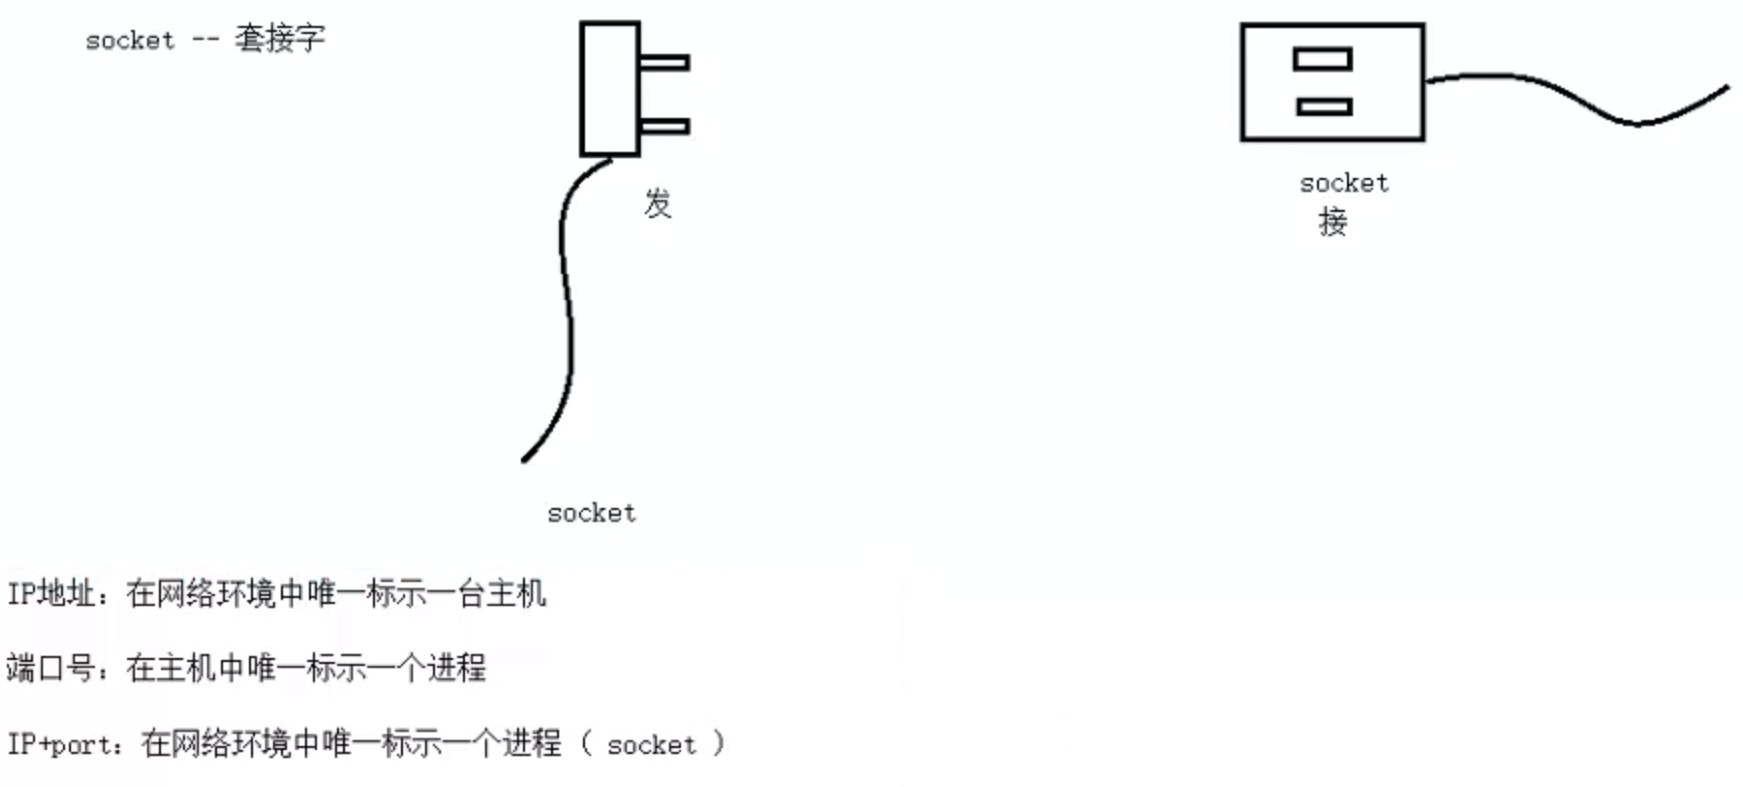 socket -- 套接字
发
socket
接
socket
IP地址：在网络环境中唯一标示一台主机
端口号：在主机中唯一标示一个进程
IP+port：在网络环境中唯一标示一个进程（ socket ）